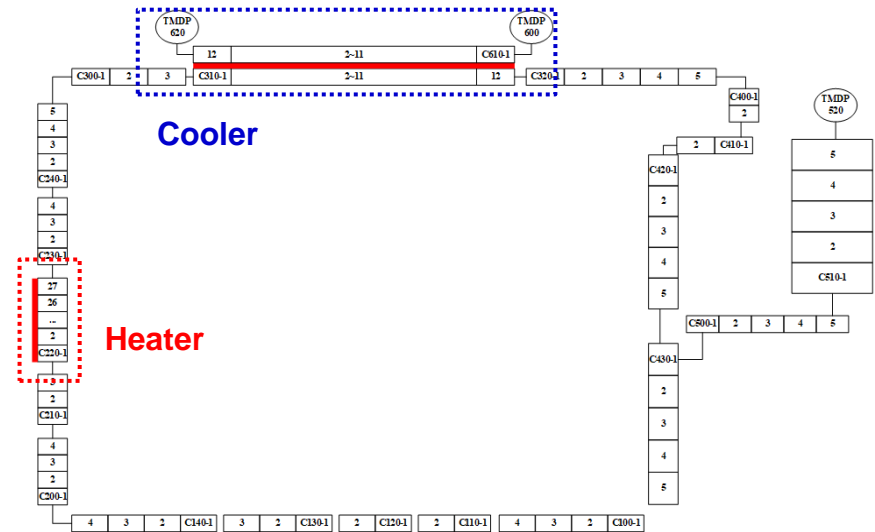 TMDP
620
TMDP
600
12
2~11
C610-1
C300-1 2 3
C310-1
2~11
12
C320-1 2 3 4 5
Cooler
C400-1
2
2 C410-1
TMDP
520
5
4
3
2
C510-1
5
4
3
2
C240-1
4
3
2
C230-1
27
26
...
2
C220-1
Heater
3
2
C210-1
4
3
2
C200-1
C420-1
2
3
4
5
C500-1 2 3 4 5
C430-1
2
3
4
5
4 3 2 C140-1 3 2 C130-1 2 C120-1 2 C110-1 4 3 2 C100-1